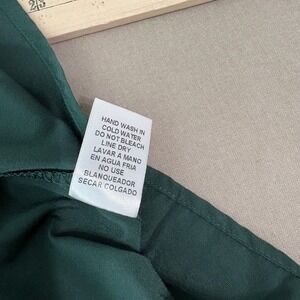 HAND WASH IN
COLD WATER
DO NOT BLEACH
LINE DRY
LAVAR A MANO
EN AGUA FRIA
NO USE
BLANQUEADOR
SECAR COLGADO